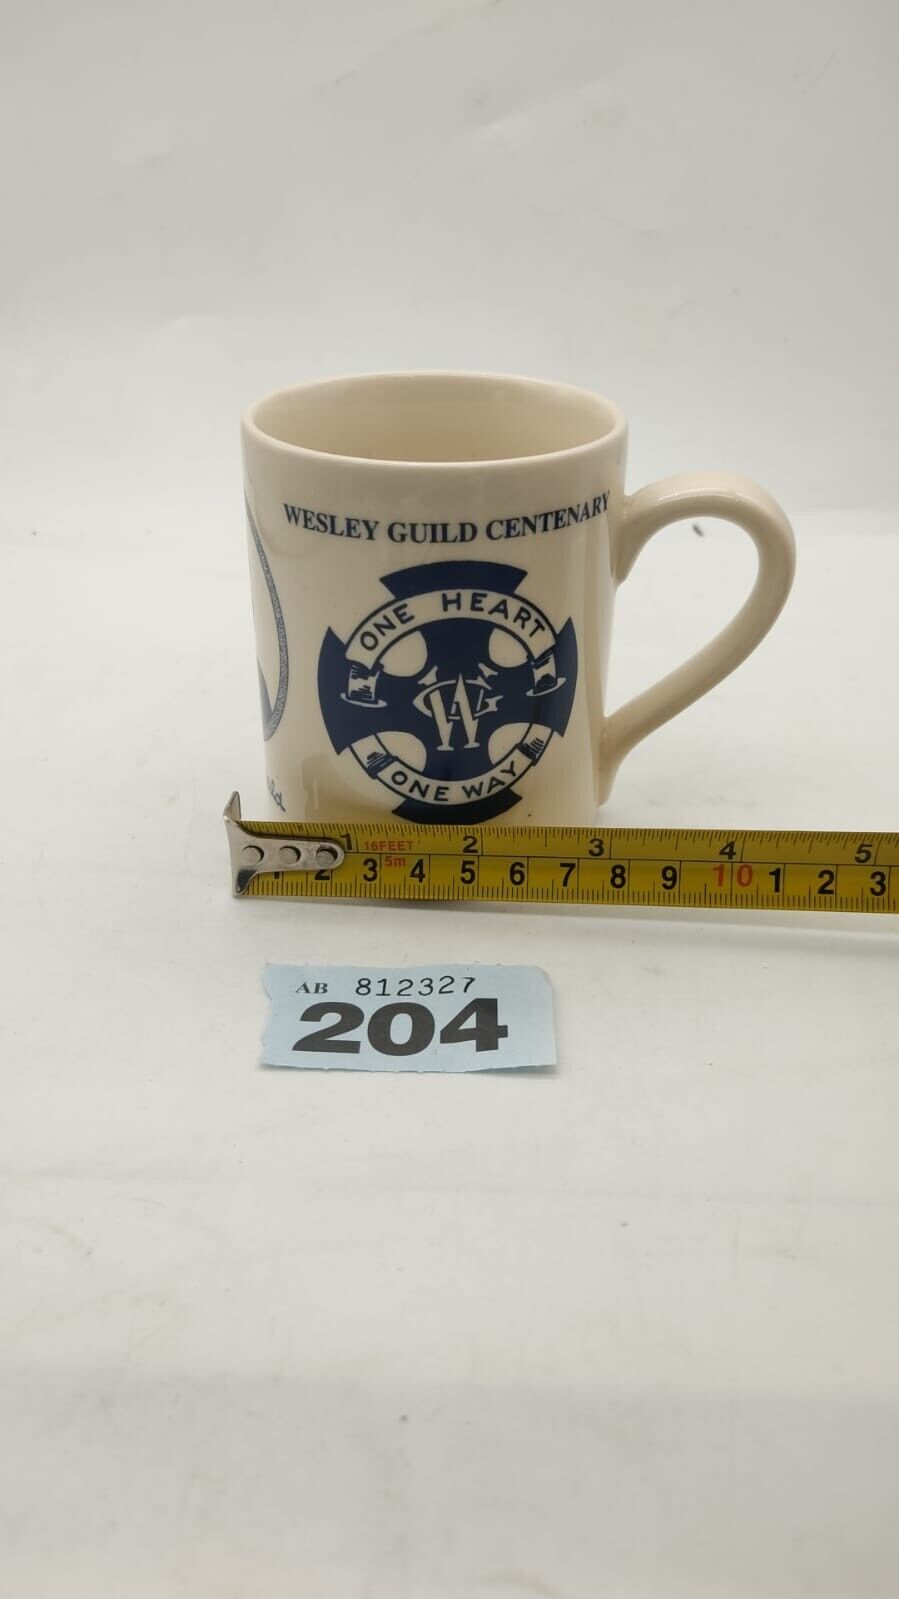 WESLEY GUILD CENTENARY
ONE HEART
WG
ONE WAY
1 16FEET 2 3 4 5
1 2 3 5m 4 5 6 7 8 9 10 1 2 3
AB 812327
204